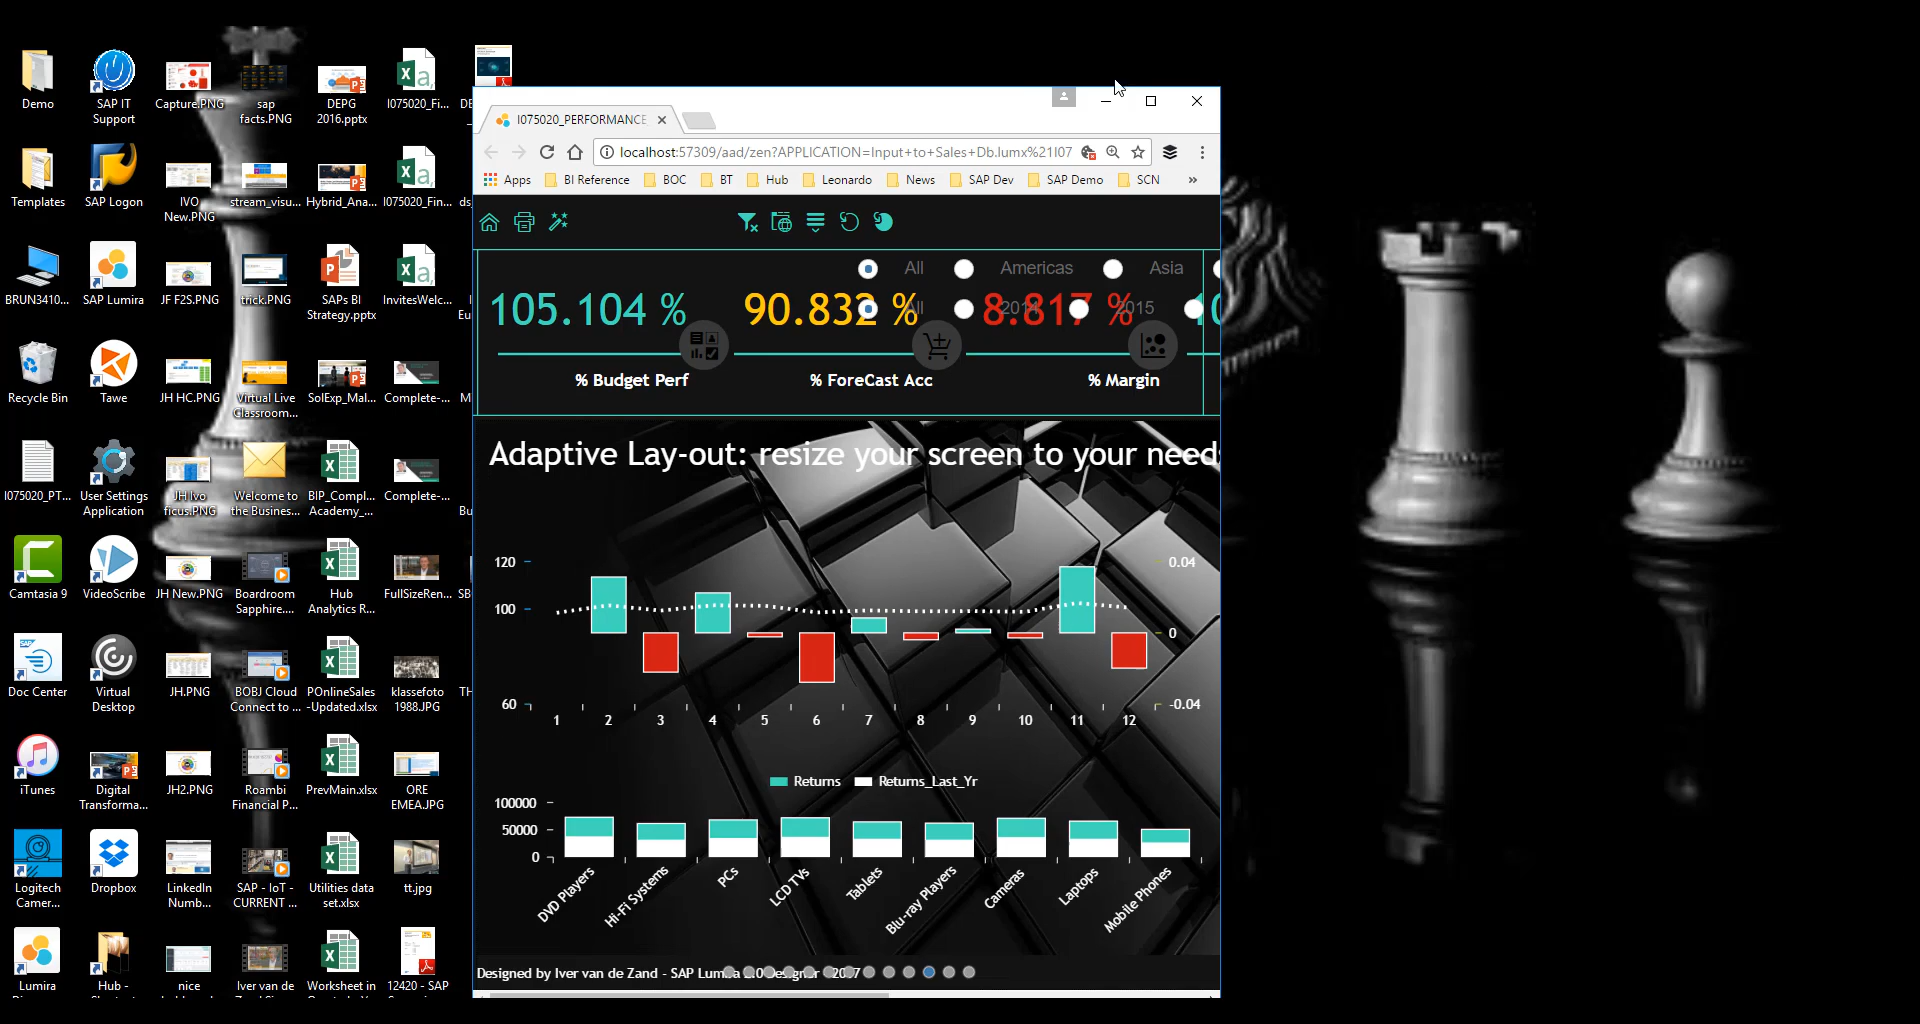 Demo
SAP IT
Support
Capture.PNG
sap
facts.PNG
DEPG
2016.pptx
I075020_Fi...
Templates
SAP Logon
IVO
New.PNG
stream_visu...
Hybrid_Ana...
I075020_Fin...
BRUN3410...
SAP Lumira
JF F2S.PNG
trick.PNG
SAPs BI
Strategy.pptx
InvitesWelc...
Recycle Bin
Tawe
JH HC.PNG
Virtual Live
Classroom...
SolExp_Mal...
Complete-...
I075020_PT...
User Settings
Application
JH Ivo
ficus.PNG
Welcome to
the Busines...
BIP_Compl...
Academy_...
Complete-...
Camtasia 9
VideoScribe
JH New.PNG
Boardroom
Sapphire....
Hub
Analytics R...
FullSizeRen...
Doc Center
Virtual
Desktop
JH.PNG
BOBJ Cloud
Connect to ...
POnlineSales
-Updated.xlsx
klassefoto
1988.JPG
iTunes
Digital
Transforma...
JH2.PNG
Roambi
Financial P...
PrevMain.xlsx
ORE
EMEA.JPG
Logitech
Camer...
Dropbox
LinkedIn
Numb...
SAP - IoT -
CURRENT ...
Utilities data
set.xlsx
tt.jpg
Lumira
Hub -
nice
Iver van de
Worksheet in
12420 - SAP
I075020_PERFORMANCE
localhost:57309/aad/zen?APPLICATION=Input+to+Sales+Db.lumx%21I07
Apps BI Reference BOC BT Hub Leonardo News SAP Dev SAP Demo SCN »
All Americas Asia
105.104 % 90.832 % 8.817 % 10
All 2014 2015
% Budget Perf % ForeCast Acc % Margin
Adaptive Lay-out: resize your screen to your needs
120 0.04
100
0
60 -0.04
1 2 3 4 5 6 7 8 9 10 11 12
Returns Returns_Last_Yr
100000
50000
0
DVD Players Hi-Fi Systems PCs LCD TVs Tablets Blu-ray Players Cameras Laptops Mobile Phones
Designed by Iver van de Zand - SAP Lumira 2.0 Designer - 2017